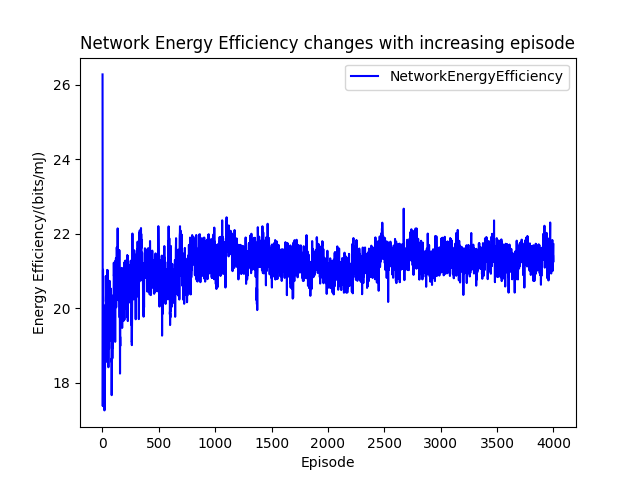 Network Energy Efficiency changes with increasing episode
NetworkEnergyEfficiency
26
24
22
20
18
Energy Efficiency/(bits/mJ)
0 500 1000 1500 2000 2500 3000 3500 4000
Episode